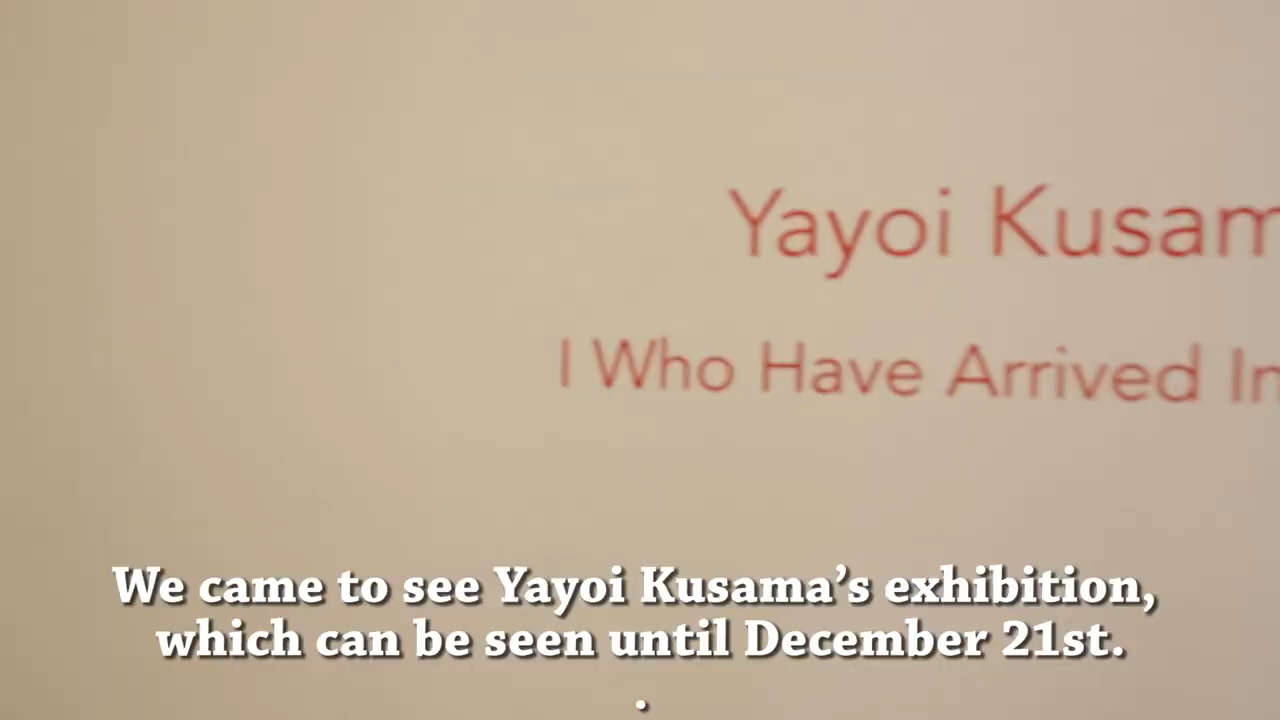 Yayoi Kusam
I Who Have Arrived In
We came to see Yayoi Kusama’s exhibition,
which can be seen until December 21st.
.